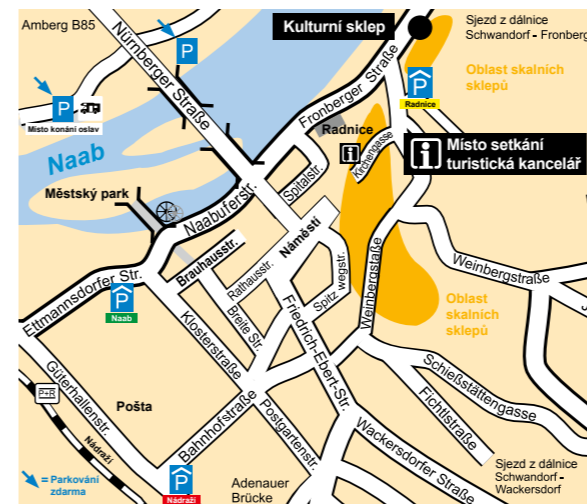 Amberg B85
Nürnberger Straße
P
Kulturní sklep
Sjezd z dálnice
Schwandorf - Fronberg
Oblast skalních
sklepů
P
Radnice
P
Místo konání oslav
Naab
Fronberger Straße
Radnice
i
Kirchengasse
i Místo setkání
turistická kancelář
Městský park
Naabuferstr.
Spitalstr.
Náměstí
Brauhausstr.
Rathausstr.
Spitz
wegstr.
Weinbergstaße
Weinbergstraße
Ettmannsdorfer Str.
P
Naab
Klosterstraße
Breite Str.
Friedrich-Ebert-Str.
Oblast
skalních
sklepů
Güterhallenstr.
P+R
Nádraží
Pošta
Bahnhofstraße
Postgartenstr.
Schießstättengasse
Fichtlstraße
Wackersdorfer Straße
= Parkování
zdarma
P
Nádraží
Adenauer
Brücke
Sjezd z dálnice
Schwandorf -
Wackersdorf